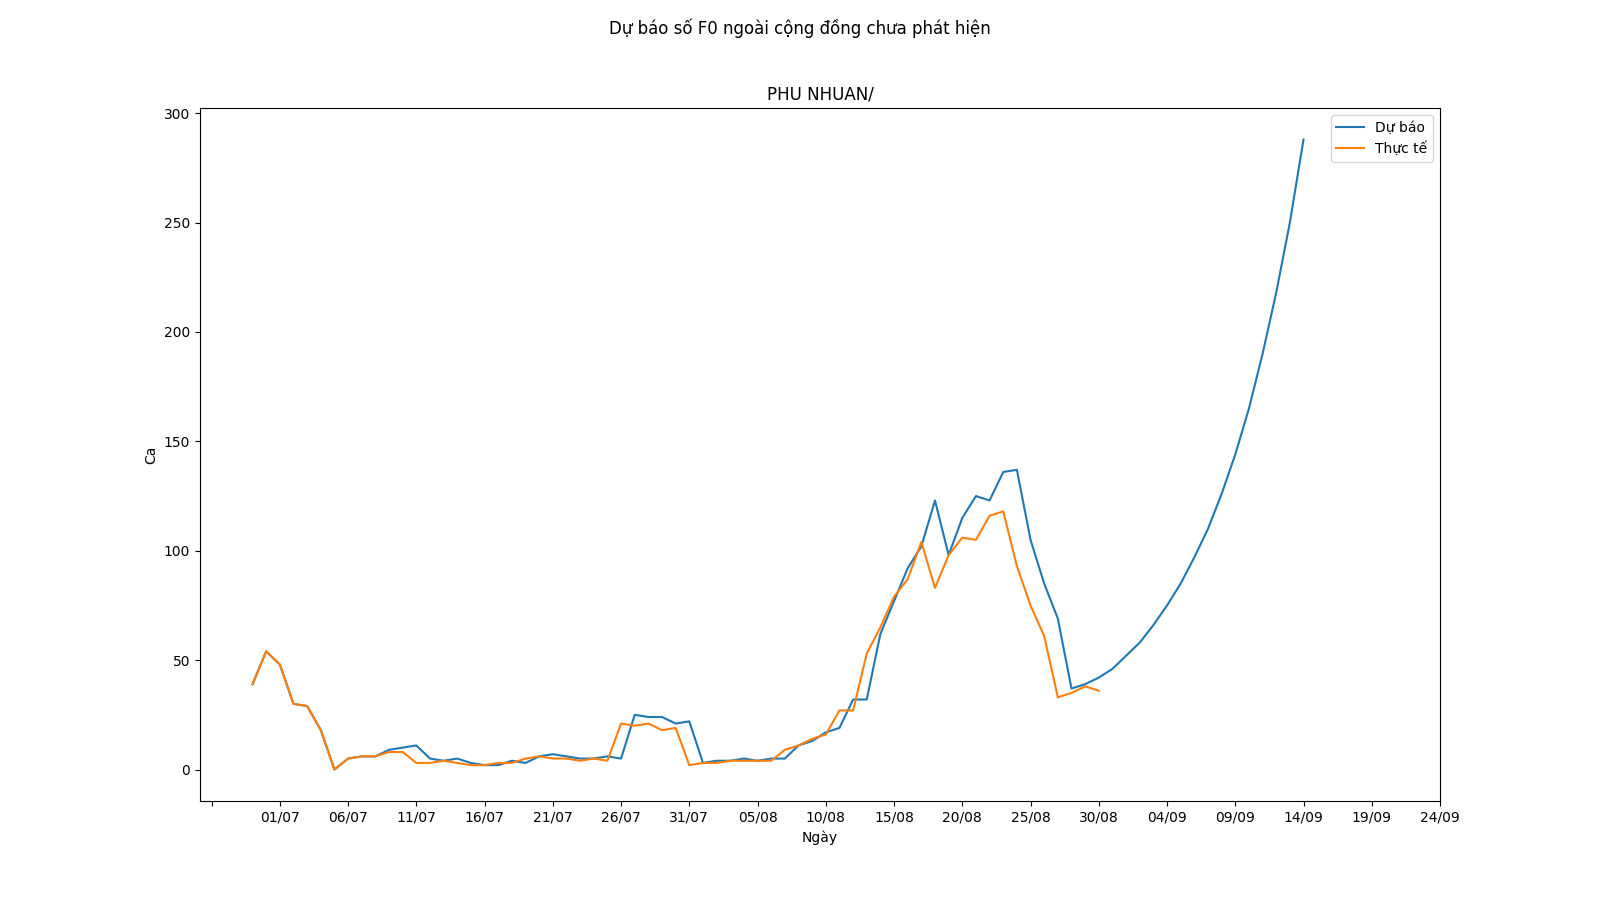 Dự báo số F0 ngoài cộng đồng chưa phát hiện
PHU NHUAN/
300
250
200
150
100
50
0
Ca
Dự báo
Thực tế
01/07 06/07 11/07 16/07 21/07 26/07 31/07 05/08 10/08 15/08 20/08 25/08 30/08 04/09 09/09 14/09 19/09 24/09
Ngày